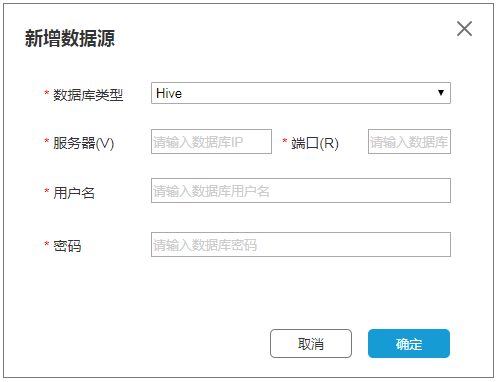 新增数据源
* 数据库类型 Hive
* 服务器(V) 请输入数据库IP * 端口(R) 请输入数据库
* 用户名 请输入数据库用户名
* 密码 请输入数据库密码
取消 确定